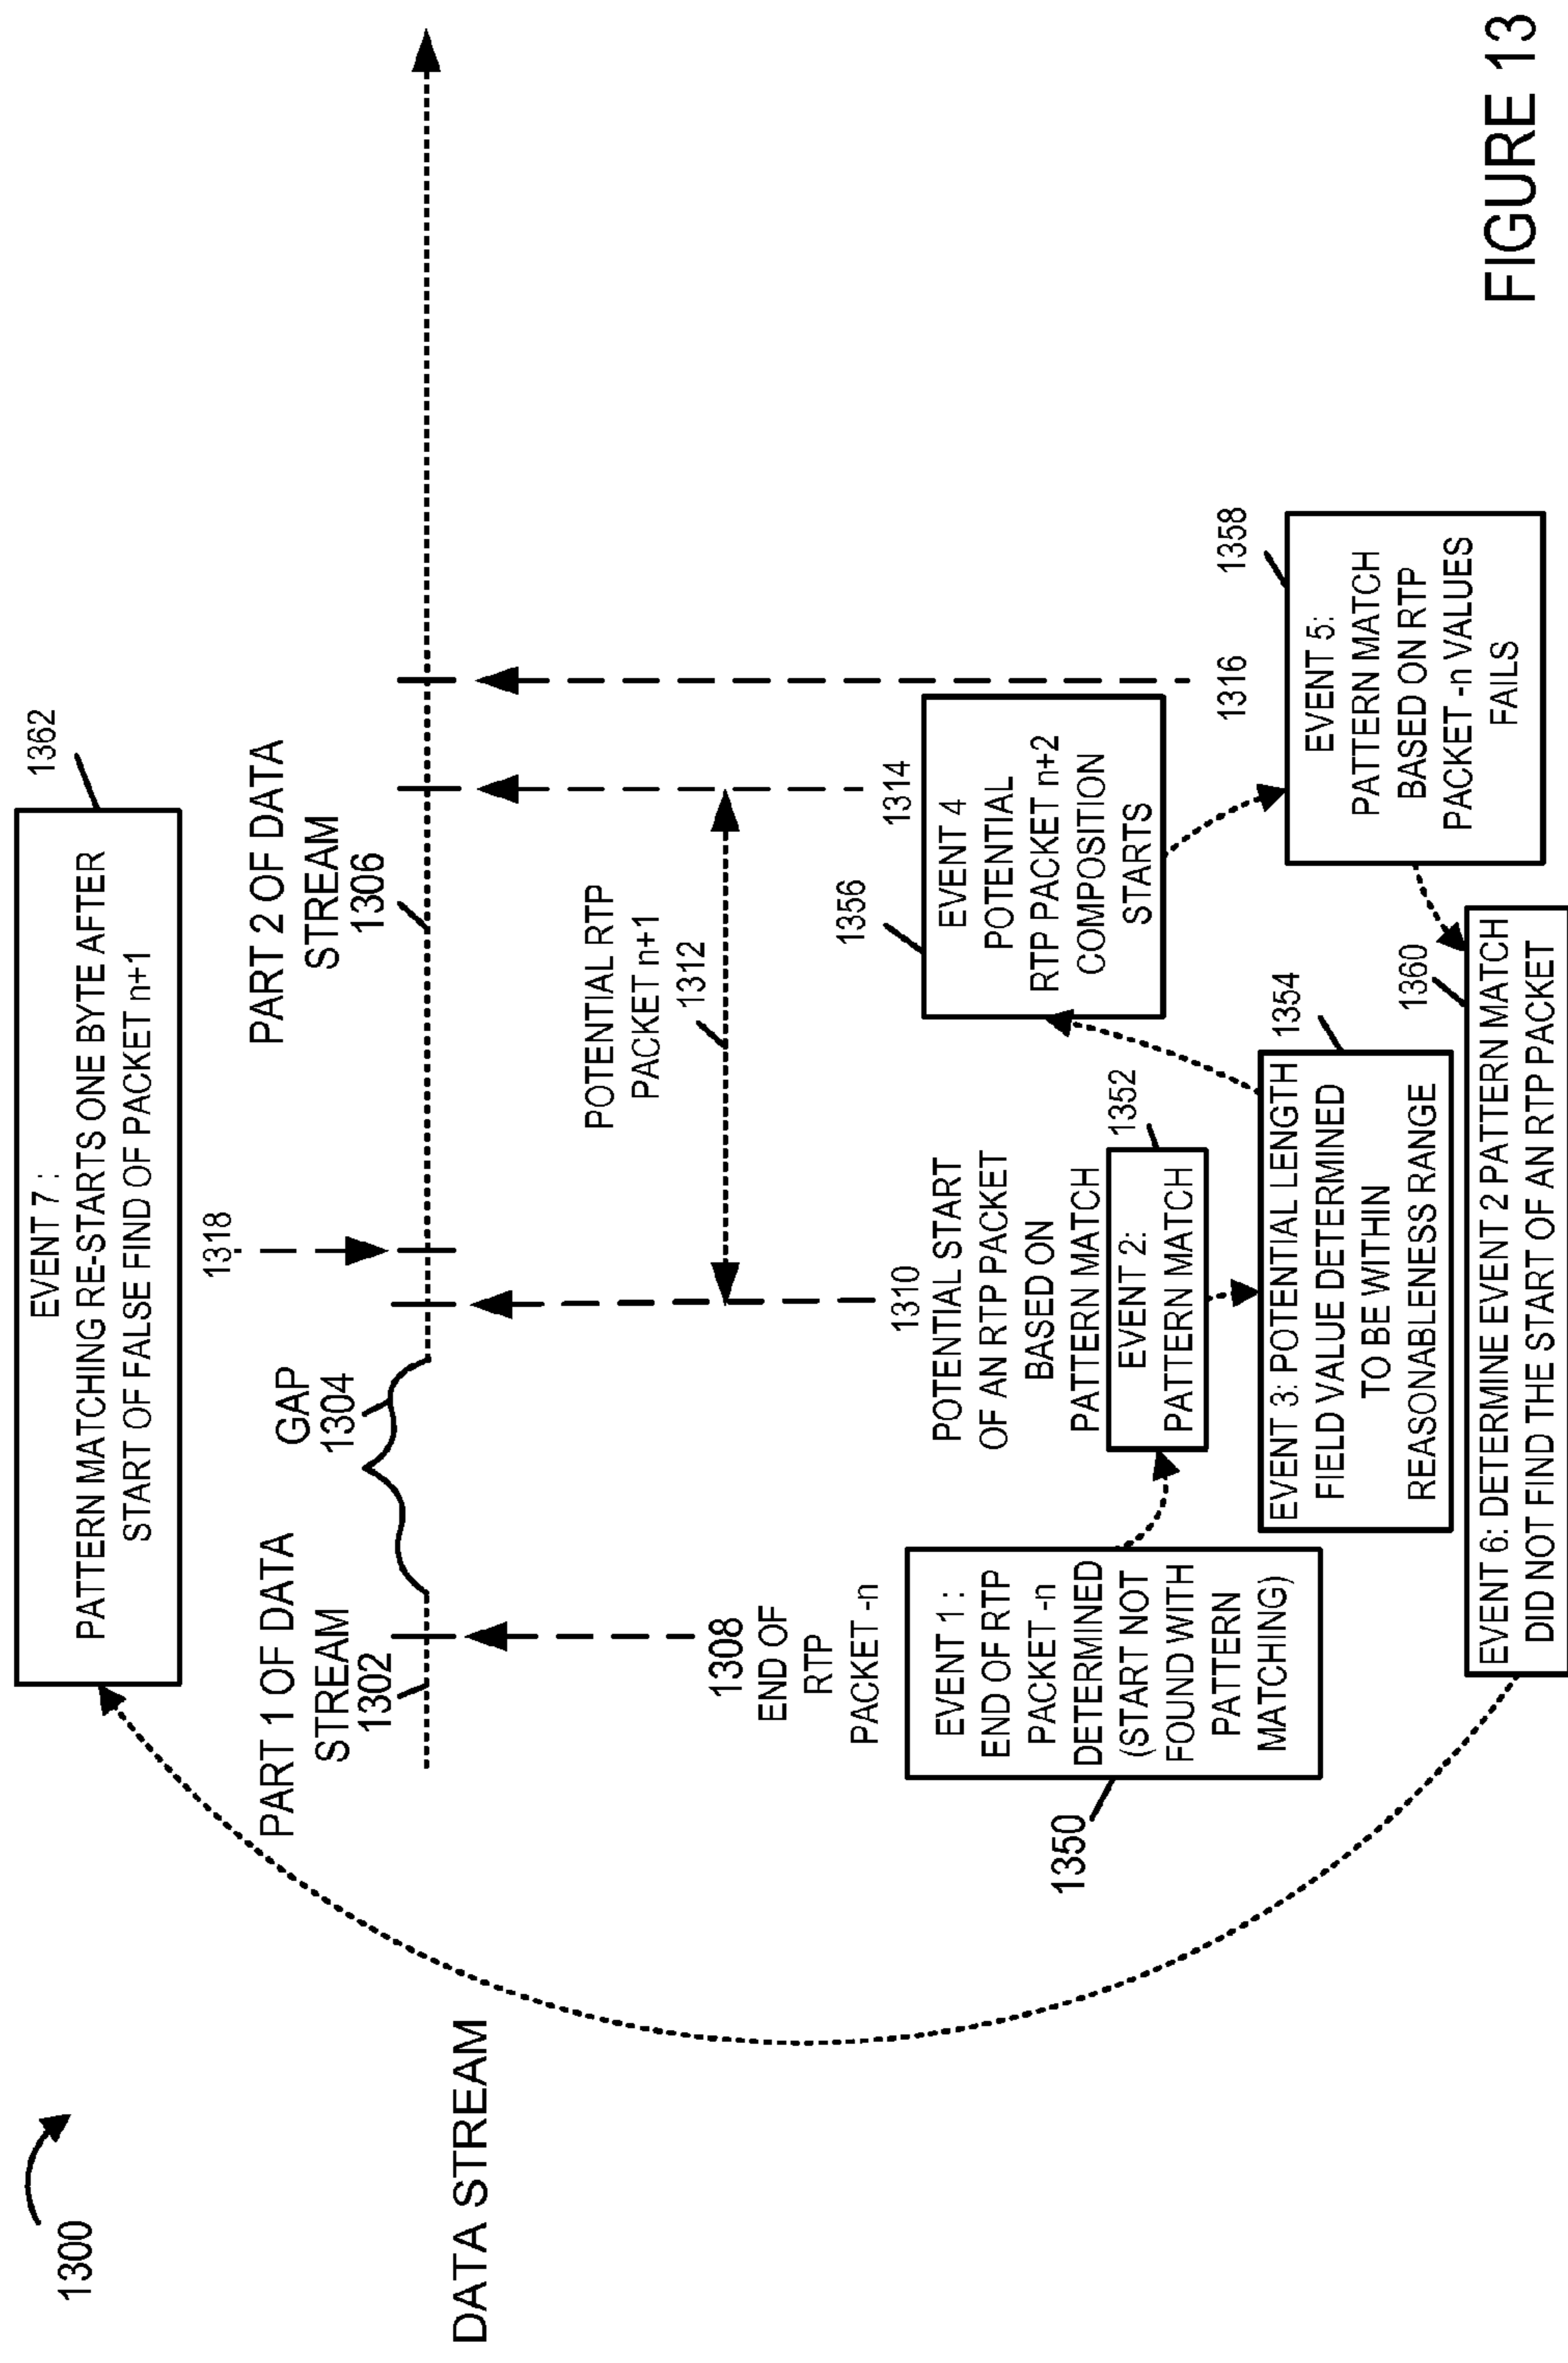 1300
EVENT 7 :
PATTERN MATCHING RE-STARTS ONE BYTE AFTER
START OF FALSE FIND OF PACKET n+1
1362
1318
DATA STREAM
PART 1 OF DATA
STREAM
1302
GAP
1304
PART 2 OF DATA
STREAM
1306
POTENTIAL RTP
PACKET n+1
1312
1308
END OF
RTP
PACKET -n
1310
POTENTIAL START
OF AN RTP PACKET
BASED ON
PATTERN MATCH
1314
1316
1350
EVENT 1 :
END OF RTP
PACKET -n
DETERMINED
(START NOT
FOUND WITH
PATTERN
MATCHING)
EVENT 2:
PATTERN MATCH
1352
EVENT 3: POTENTIAL LENGTH
FIELD VALUE DETERMINED
TO BE WITHIN
REASONABLENESS RANGE
1354
1356
EVENT 4
POTENTIAL
RTP PACKET n+2
COMPOSITION
STARTS
1358
EVENT 5:
PATTERN MATCH
BASED ON RTP
PACKET -n VALUES
FAILS
1360
EVENT 6: DETERMINE EVENT 2 PATTERN MATCH
DID NOT FIND THE START OF AN RTP PACKET
FIGURE 13